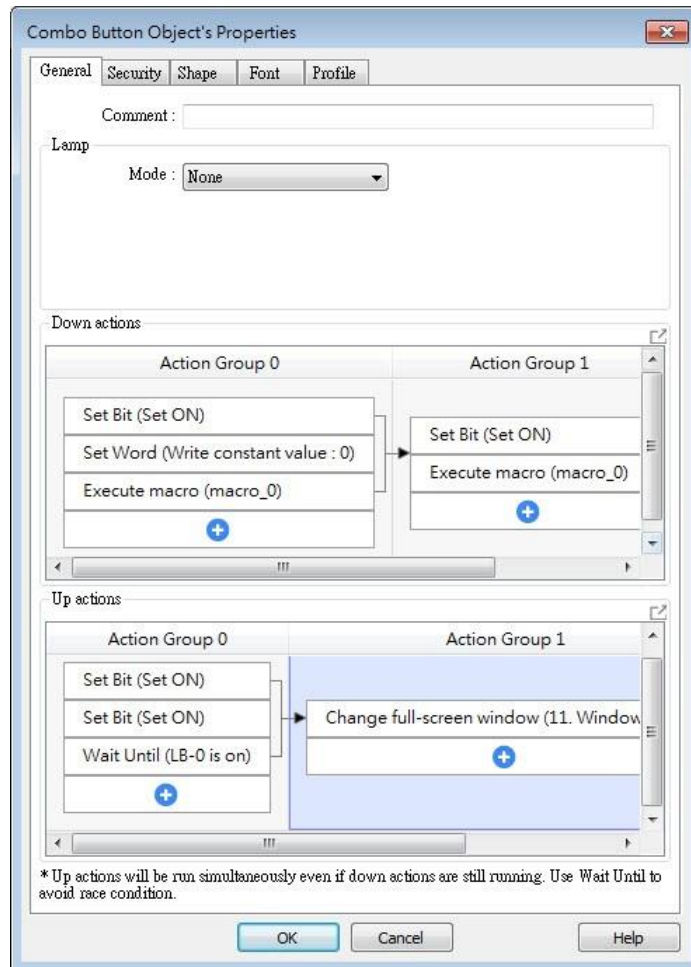 Combo Button Object's Properties
General Security Shape Font Profile
Comment :
Lamp
Mode : None
Down actions
Action Group 0 Action Group 1
Set Bit (Set ON)
Set Word (Write constant value : 0)
Execute macro (macro_0)
Set Bit (Set ON)
Execute macro (macro_0)
Up actions
Action Group 0 Action Group 1
Set Bit (Set ON)
Set Bit (Set ON)
Wait Until (LB-0 is on)
Change full-screen window (11. Window
* Up actions will be run simultaneously even if down actions are still running. Use Wait Until to
avoid race condition.
OK Cancel Help